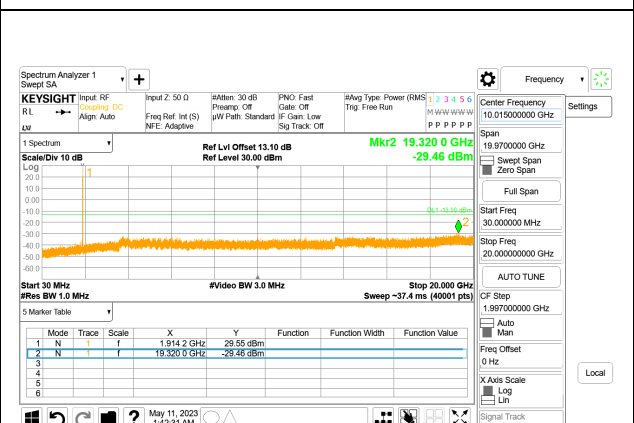 Spectrum Analyzer 1
Swept SA
Frequency
KEYSIGHT
Input: RF
Coupling: DC
Align: Auto
Input Z: 50 Ω
Freq Ref: Int (S)
NFE: Adaptive
#Atten: 30 dB
Preamp: Off
µW Path: Standard
PNO: Fast
Gate: Off
IF Gain: Low
Sig Track: Off
#Avg Type: Power (RMS
Trig: Free Run
1 2 3 4 5 6
M W W W W W
P P P P P P
RL
LXI
Center Frequency
10.015000000 GHz
Settings
Span
19.9700000 GHz
Swept Span
Zero Span
Full Span
Start Freq
30.000000 MHz
Stop Freq
20.000000000 GHz
AUTO TUNE
CF Step
1.997000000 GHz
Auto
Man
Freq Offset
0 Hz
X Axis Scale
Log
Lin
Signal Track
Local
1 Spectrum
Scale/Div 10 dB
Ref Lvl Offset 13.10 dB
Ref Level 30.00 dBm
Mkr2 19.320 0 GHz
-29.46 dBm
Log
1
20.0
10.0
0.00
-10.0
-20.0
-30.0
-40.0
-50.0
-60.0
DL1 -13.00 dBm
2
Start 30 MHz
#Res BW 1.0 MHz
#Video BW 3.0 MHz
Stop 20.000 GHz
Sweep ~37.4 ms (40001 pts)
5 Marker Table
Mode Trace Scale X Y Function Function Width Function Value
1 N 1 f 1.914 2 GHz 29.55 dBm
2 N 1 f 19.320 0 GHz -29.46 dBm
3
4
5
6
?
May 11, 2023
1:42:31 AM